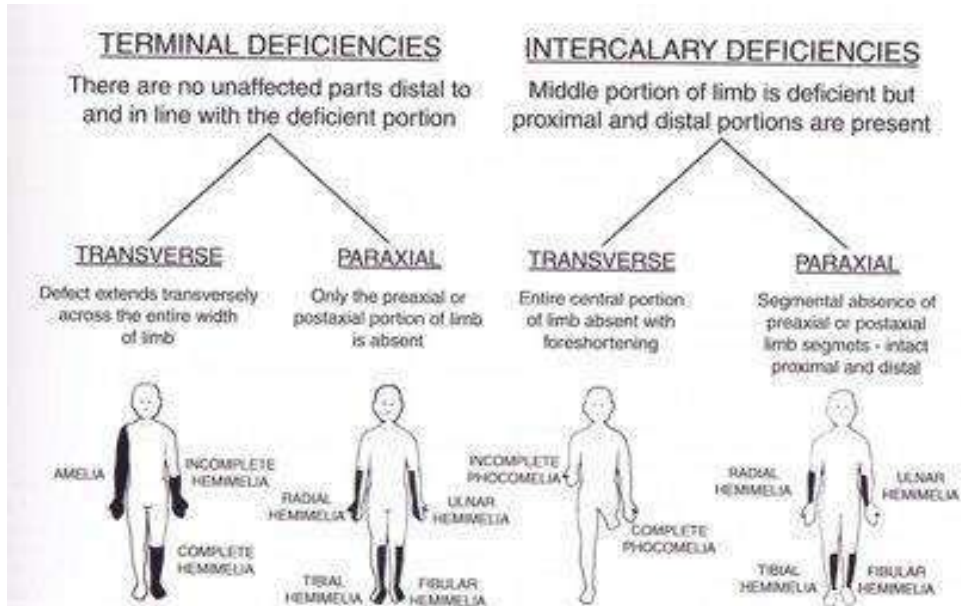 TERMINAL DEFICIENCIES
There are no unaffected parts distal to
and in line with the deficient portion
TRANSVERSE
Defect extends transversely
across the entire width
of limb
PARAXIAL
Only the preaxial or
postaxial portion of limb
is absent
INTERCALARY DEFICIENCIES
Middle portion of limb is deficient but
proximal and distal portions are present
TRANSVERSE
Entire central portion
of limb absent with
foreshortening
PARAXIAL
Segmental absence of
preaxial or postaxial
limb segmets - intact
proximal and distal
AMELIA
INCOMPLETE
HEMIMELIA
COMPLETE
HEMIMELIA
RADIAL
HEMIMELIA
ULNAR
HEMIMELIA
TIBIAL
HEMIMELIA
FIBULAR
HEMIMELIA
INCOMPLETE
PHOCOMELIA
COMPLETE
PHOCOMELIA
RADIAL
HEMIMELIA
ULNAR
HEMIMELIA
TIBIAL
HEMIMELIA
FIBULAR
HEMIMELIA